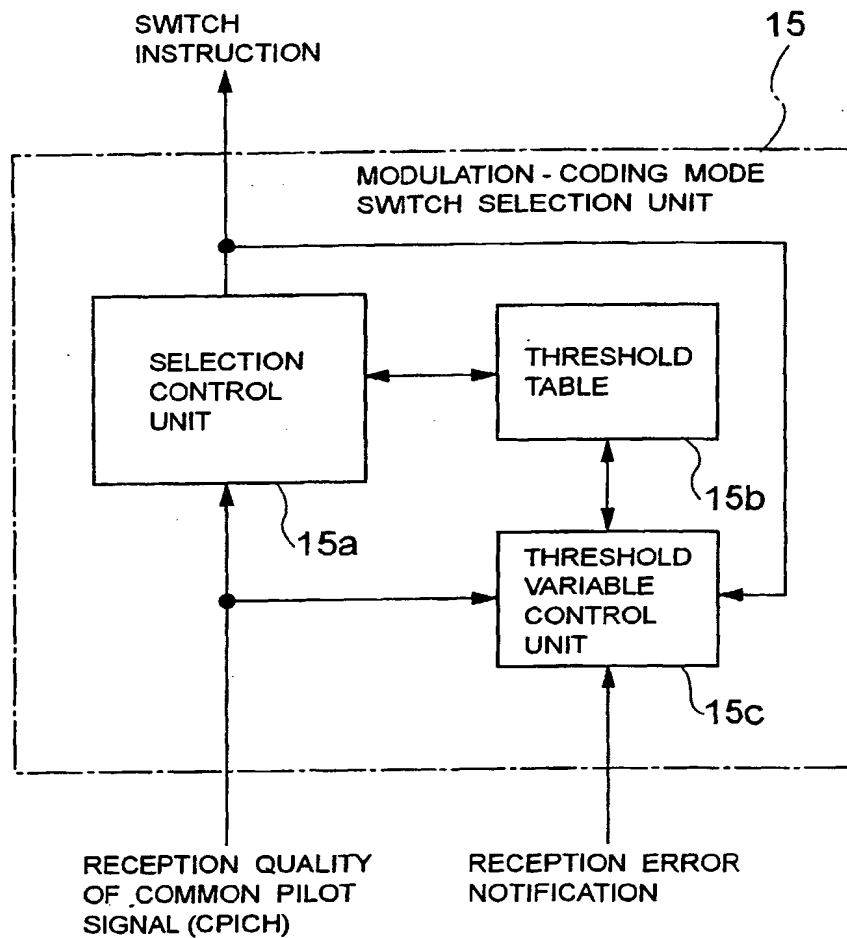 SWITCH
INSTRUCTION
15
MODULATION - CODING MODE
SWITCH SELECTION UNIT
SELECTION
CONTROL
UNIT
THRESHOLD
TABLE
15b
15a
THRESHOLD
VARIABLE
CONTROL
UNIT
15c
RECEPTION QUALITY
OF COMMON PILOT
SIGNAL (CPICH)
RECEPTION ERROR
NOTIFICATION